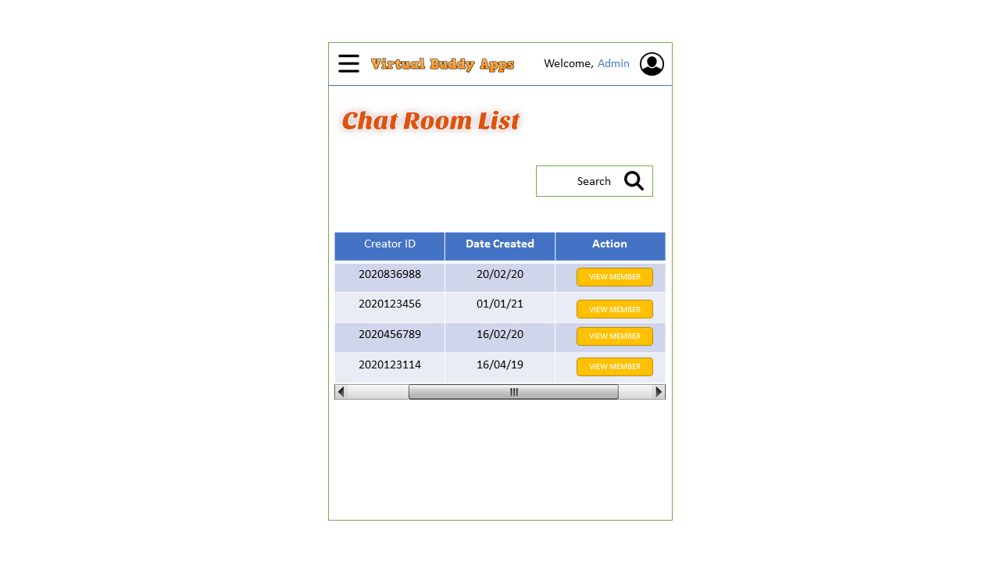 Virtual Buddy Apps Welcome, Admin
Chat Room List
Search
Creator ID Date Created Action
2020836988 20/02/20 VIEW MEMBER
2020123456 01/01/21 VIEW MEMBER
2020456789 16/02/20 VIEW MEMBER
2020123114 16/04/19 VIEW MEMBER